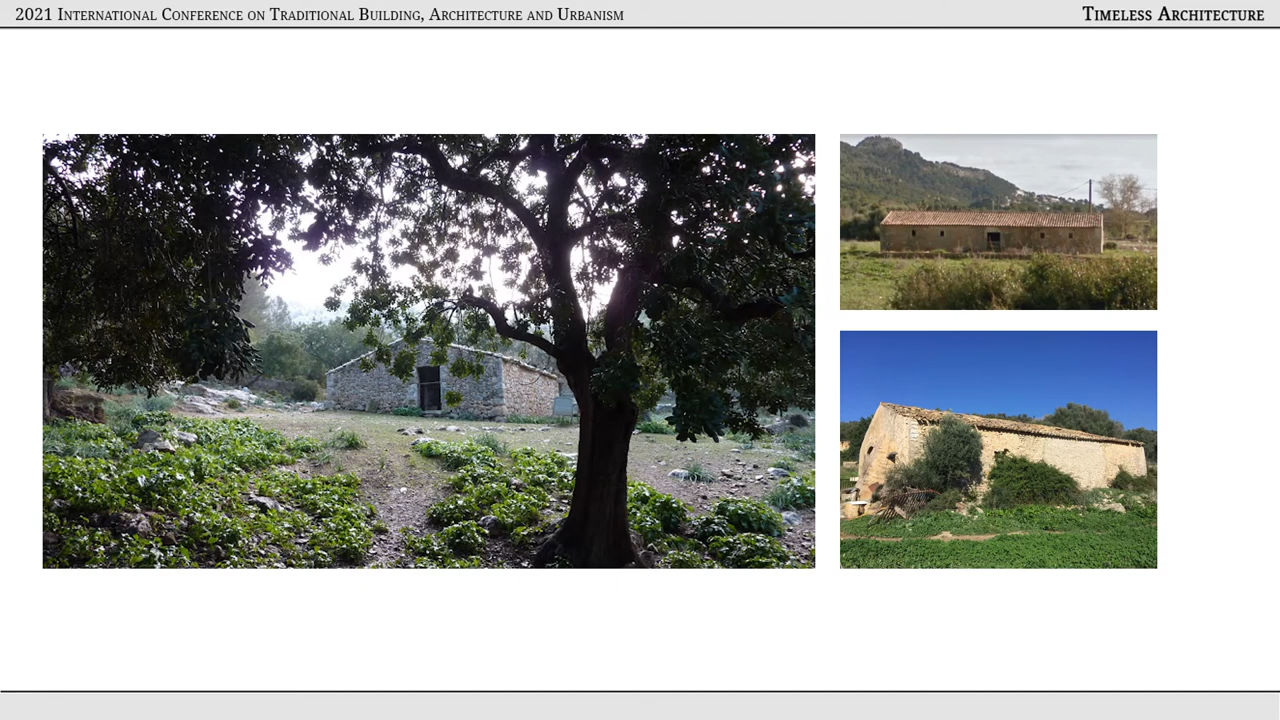 2021 International Conference on Traditional Building, Architecture and Urbanism
Timeless Architecture